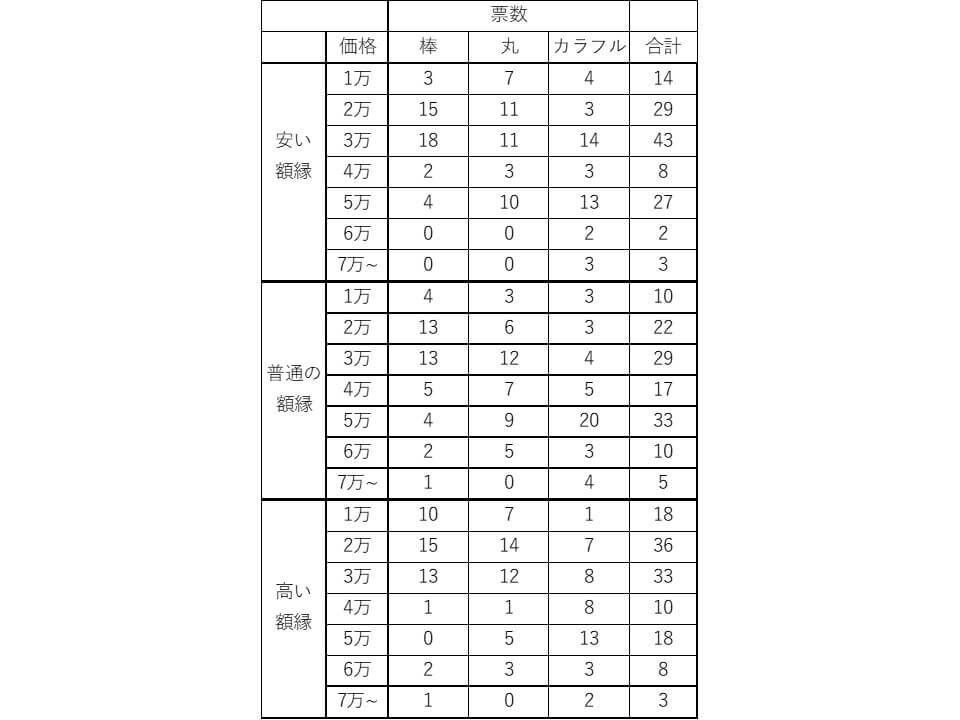 票数
価格 棒 丸 カラフル 合計
安い
額縁
1万 3 7 4 14
2万 15 11 3 29
3万 18 11 14 43
4万 2 3 3 8
5万 4 10 13 27
6万 0 0 2 2
7万~ 0 0 3 3
普通の
額縁
1万 4 3 3 10
2万 13 6 3 22
3万 13 12 4 29
4万 5 7 5 17
5万 4 9 20 33
6万 2 5 3 10
7万~ 1 0 4 5
高い
額縁
1万 10 7 1 18
2万 15 14 7 36
3万 13 12 8 33
4万 1 1 8 10
5万 0 5 13 18
6万 2 3 3 8
7万~ 1 0 2 3